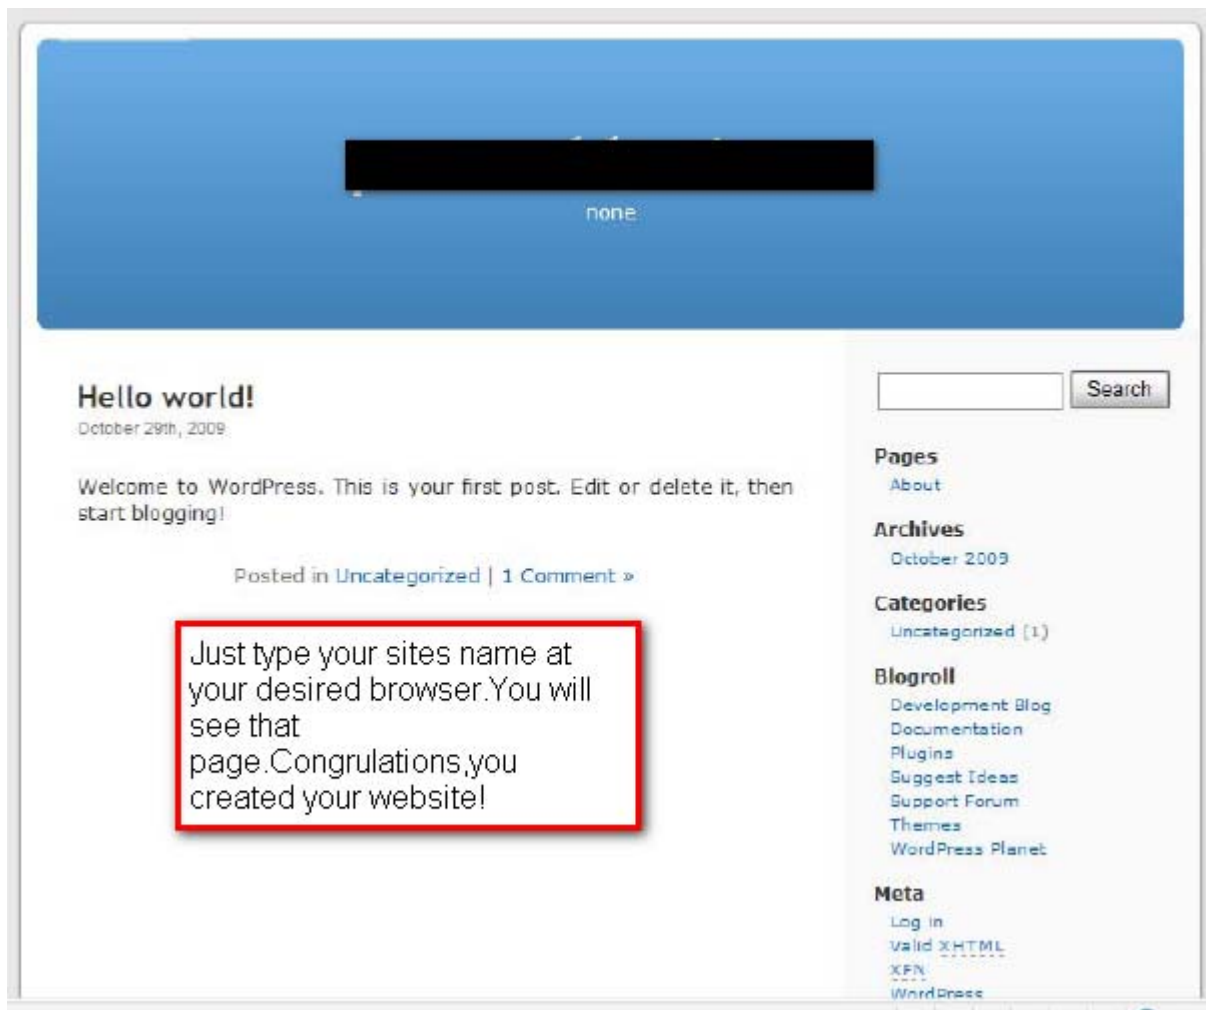 none
Hello world!
October 29th, 2009
Welcome to WordPress. This is your first post. Edit or delete it, then
start blogging!
Posted in Uncategorized | 1 Comment »
Just type your sites name at
your desired browser.You will
see that
page.Congrulations,you
created your website!
Search
Pages
About
Archives
October 2009
Categories
Uncategorized (1)
Blogroll
Development Blog
Documentation
Plugins
Suggest Ideas
Support Forum
Themes
WordPress Planet
Meta
Log in
Valid XHTML
XFN
WordPress